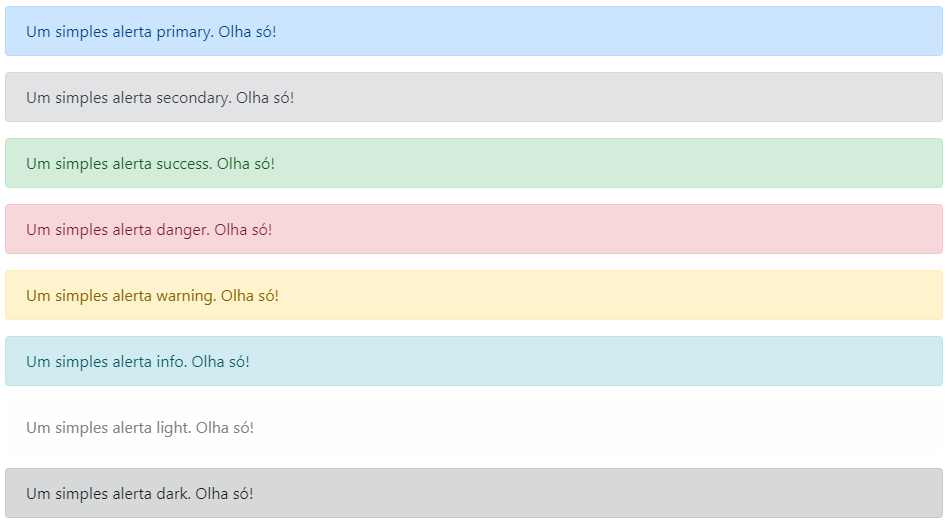 Um simples alerta primary. Olha só!
Um simples alerta secondary. Olha só!
Um simples alerta success. Olha só!
Um simples alerta danger. Olha só!
Um simples alerta warning. Olha só!
Um simples alerta info. Olha só!
Um simples alerta light. Olha só!
Um simples alerta dark. Olha só!